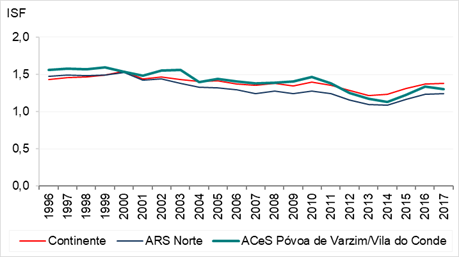 ISF
2,0
1,5
1,0
0,5
0,0
1996 1997 1998 1999 2000 2001 2002 2003 2004 2005 2006 2007 2008 2009 2010 2011 2012 2013 2014 2015 2016 2017
Continente ARS Norte ACeS Póvoa de Varzim/Vila do Conde